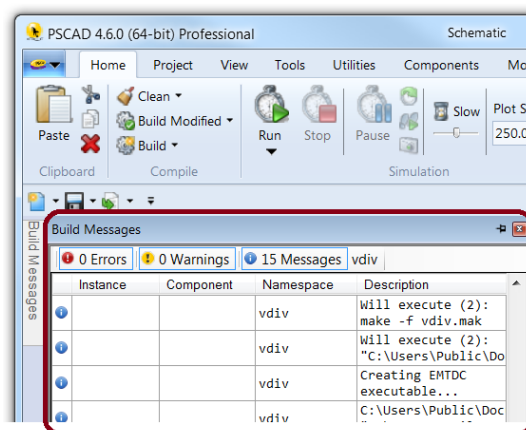 PSCAD 4.6.0 (64-bit) Professional
Schematic
Home Project View Tools Utilities Components
Paste
Clean
Build Modified
Build
Run
Stop
Pause
Slow
Plot S
250.0
Clipboard
Compile
Simulation
Build Messages
Build Messages
0 Errors 0 Warnings 15 Messages vdiv
Instance Component Namespace Description
vdiv
Will execute (2):
make -f vdiv.mak
vdiv
Will execute (2):
"C:\Users\Public\Do
vdiv
Creating EMTDC
executable...
vdiv
C:\Users\Public\Doc